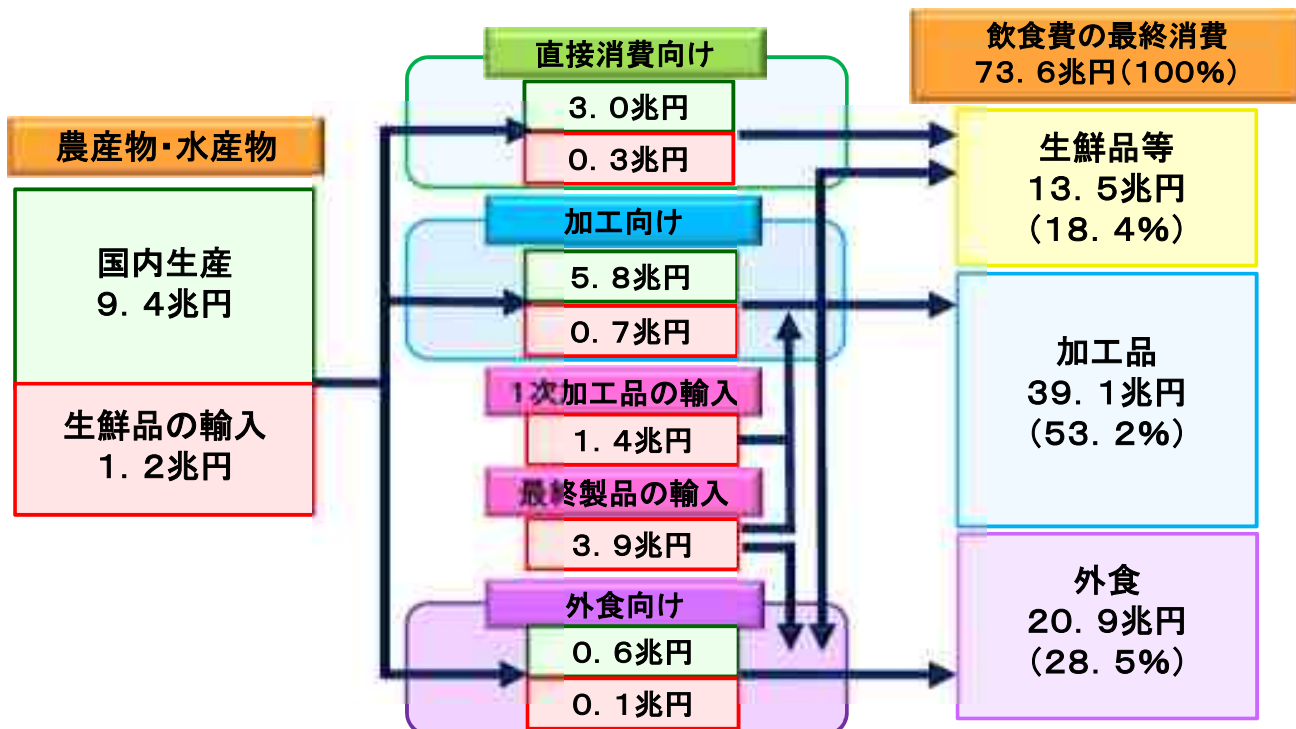 農産物・水産物
国内生産
9.4兆円
生鮮品の輸入
1.2兆円
直接消費向け
3.0兆円
0.3兆円
加工向け
5.8兆円
0.7兆円
1次加工品の輸入
1.4兆円
最終製品の輸入
3.9兆円
外食向け
0.6兆円
0.1兆円
飲食費の最終消費
73.6兆円(100%)
生鮮品等
13.5兆円
(18.4%)
加工品
39.1兆円
(53.2%)
外食
20.9兆円
(28.5%)